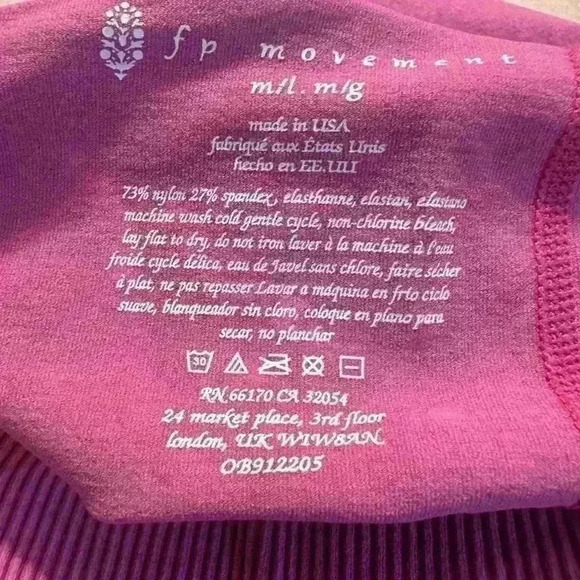 fp movement
m/l. m/g
made in USA
fabriqué aux États Unis
hecho en EE.UU
73% nylon 27% spandex, elasthanne, elastan, elastano
machine wash cold gentle cycle, non-chlorine bleach,
lay flat to dry, do not iron laver à la machine à l'eau
froide cycle délica, eau de Javel sans chlore, faire sécher
à plat, ne pas repasser Lavar a máquina en frío ciclo
suave, blanqueador sin cloro, coloque en plano para
secar, no planchar
30
RN 66170 CA 32054
24 market place, 3rd floor
london, UK W1W8AN
OB912205